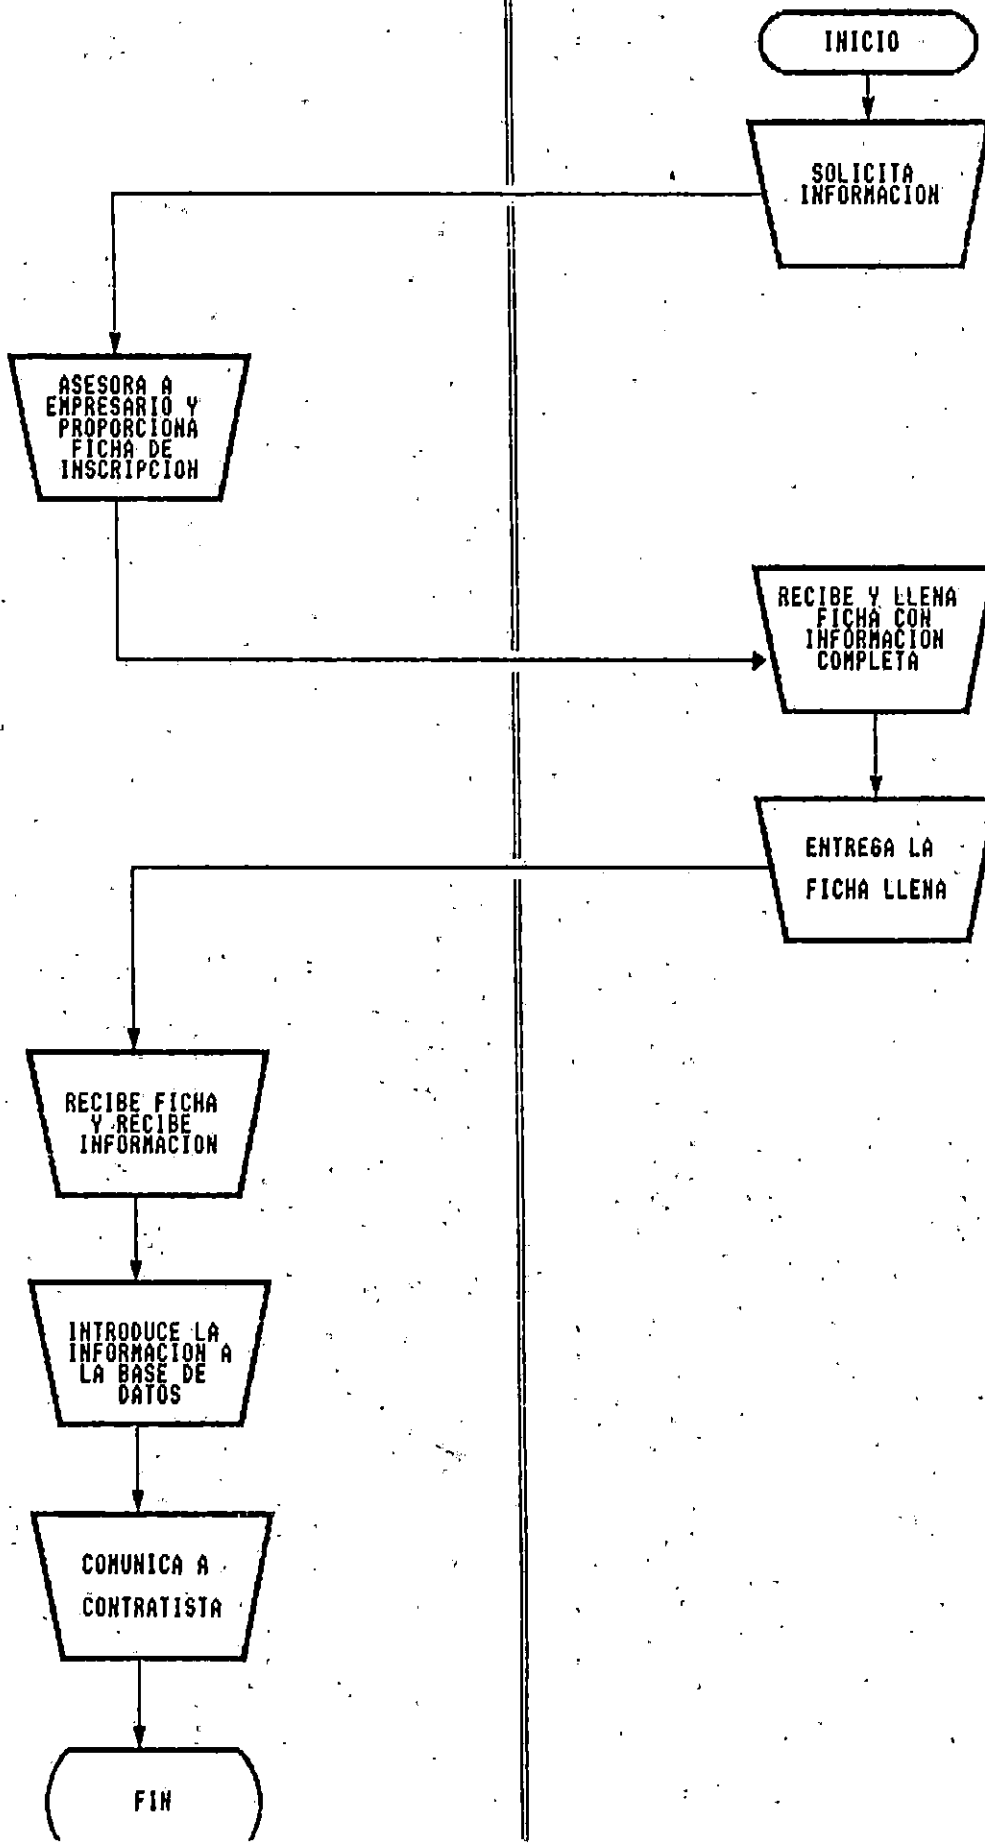 INICIO
SOLICITA
INFORMACION
ASESORA A
EMPRESARIO Y
PROPORCIONA
FICHA DE
INSCRIPCION
RECIBE Y LLENA
FICHA CON
INFORMACION
COMPLETA
ENTREGA LA
FICHA LLENA
RECIBE FICHA
Y RECIBE
INFORMACION
INTRODUCE LA
INFORMACION A
LA BASE DE
DATOS
COMUNICA A
CONTRATISTA
FIN